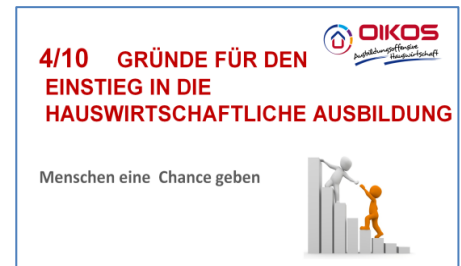 OIKOS
Ausbildungsoffensive
Hauswirtschaft
4/10 GRÜNDE FÜR DEN
EINSTIEG IN DIE
HAUSWIRTSCHAFTLICHE AUSBILDUNG
Menschen eine Chance geben